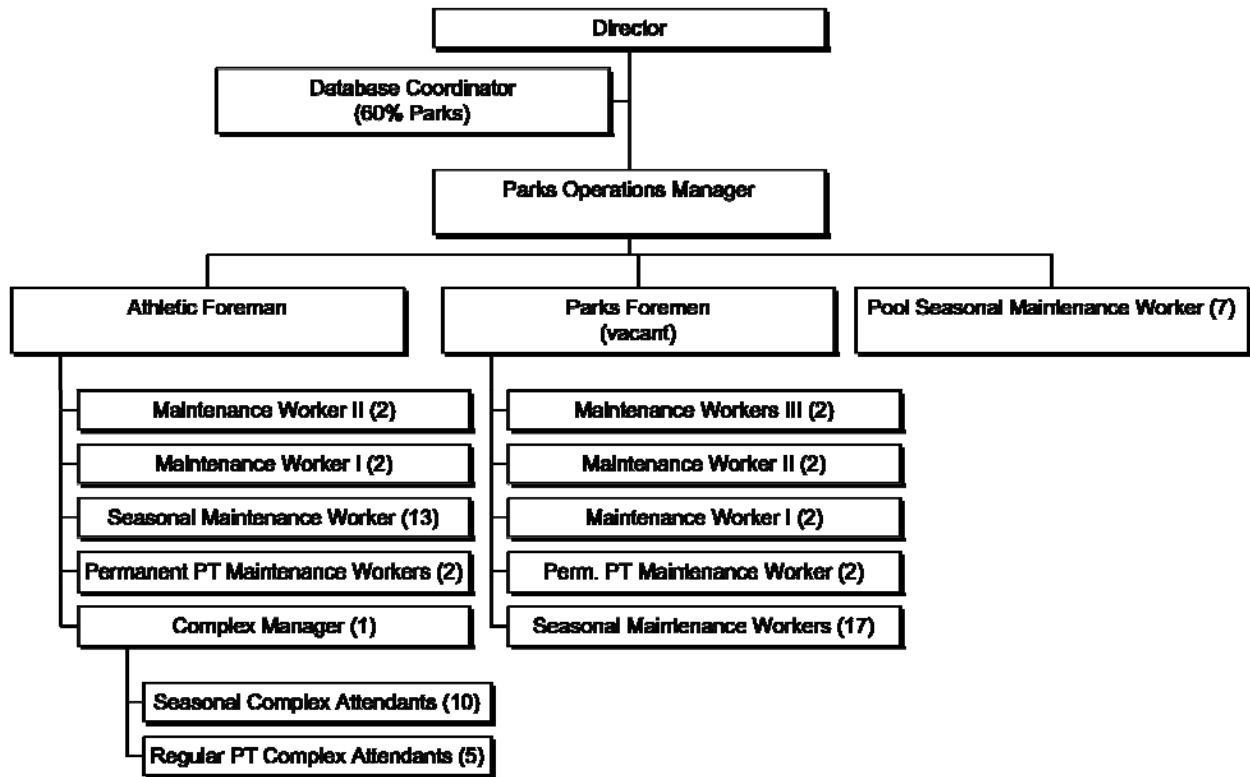 Director
Database Coordinator
(60% Parks)
Parks Operations Manager
Athletic Foreman
Parks Foremen
(vacant)
Pool Seasonal Maintenance Worker (7)
Maintenance Worker II (2)
Maintenance Worker I (2)
Seasonal Maintenance Worker (13)
Permanent PT Maintenance Workers (2)
Complex Manager (1)
Seasonal Complex Attendants (10)
Regular PT Complex Attendants (5)
Maintenance Workers III (2)
Maintenance Worker II (2)
Maintenance Worker I (2)
Perm. PT Maintenance Worker (2)
Seasonal Maintenance Workers (17)